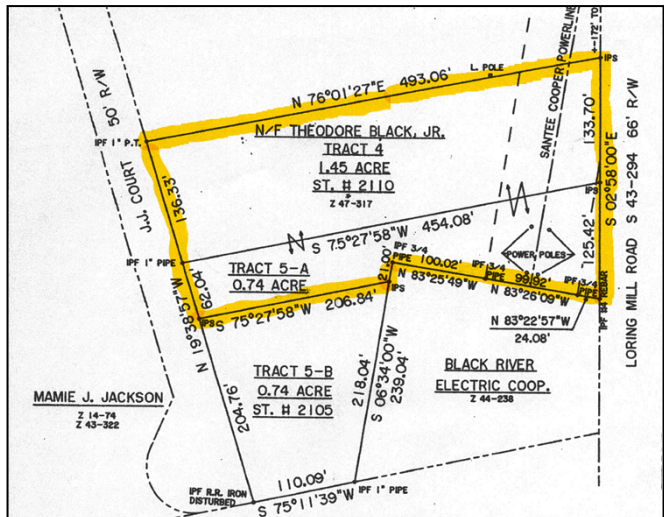 +-172' TO
SANTEE COOPER POWERLINE
L. POLE
IPS
50' R/W
N 76°01'27"E 493.06'
IPF 1" P.T.
N/F THEODORE BLACK, JR.
TRACT 4
1.45 ACRE
ST. # 2110
Z 47-317
133.70'
S 02°58'00"E
LORING MILL ROAD S 43-294 66' R/W
J.J. COURT
136.33'
IPS
N
S 75°27'58"W 454.08'
125.42'
IPF 1" PIPE
IPF 3/4
PIPE
POWER POLES
TRACT 5-A
0.74 ACRE
21.00'
100.02'
IPF 3/4
PIPE
99.92'
IPF 3/4
PIPE
N 83°25'49"W
N 83°26'09"W
IPF #4 REBAR
N 19°38'57"W
62.04'
IPS
S 75°27'58"W 206.84'
IPS
N 83°22'57"W
24.08'
TRACT 5-B
0.74 ACRE
ST. # 2105
BLACK RIVER
ELECTRIC COOP.
Z 44-238
MAMIE J. JACKSON
Z 14-74
Z 43-322
204.76'
218.04'
S 06°34'00"W
239.04'
IPF R.R. IRON
DISTURBED
110.09'
S 75°11'39"W
IPF 1" PIPE